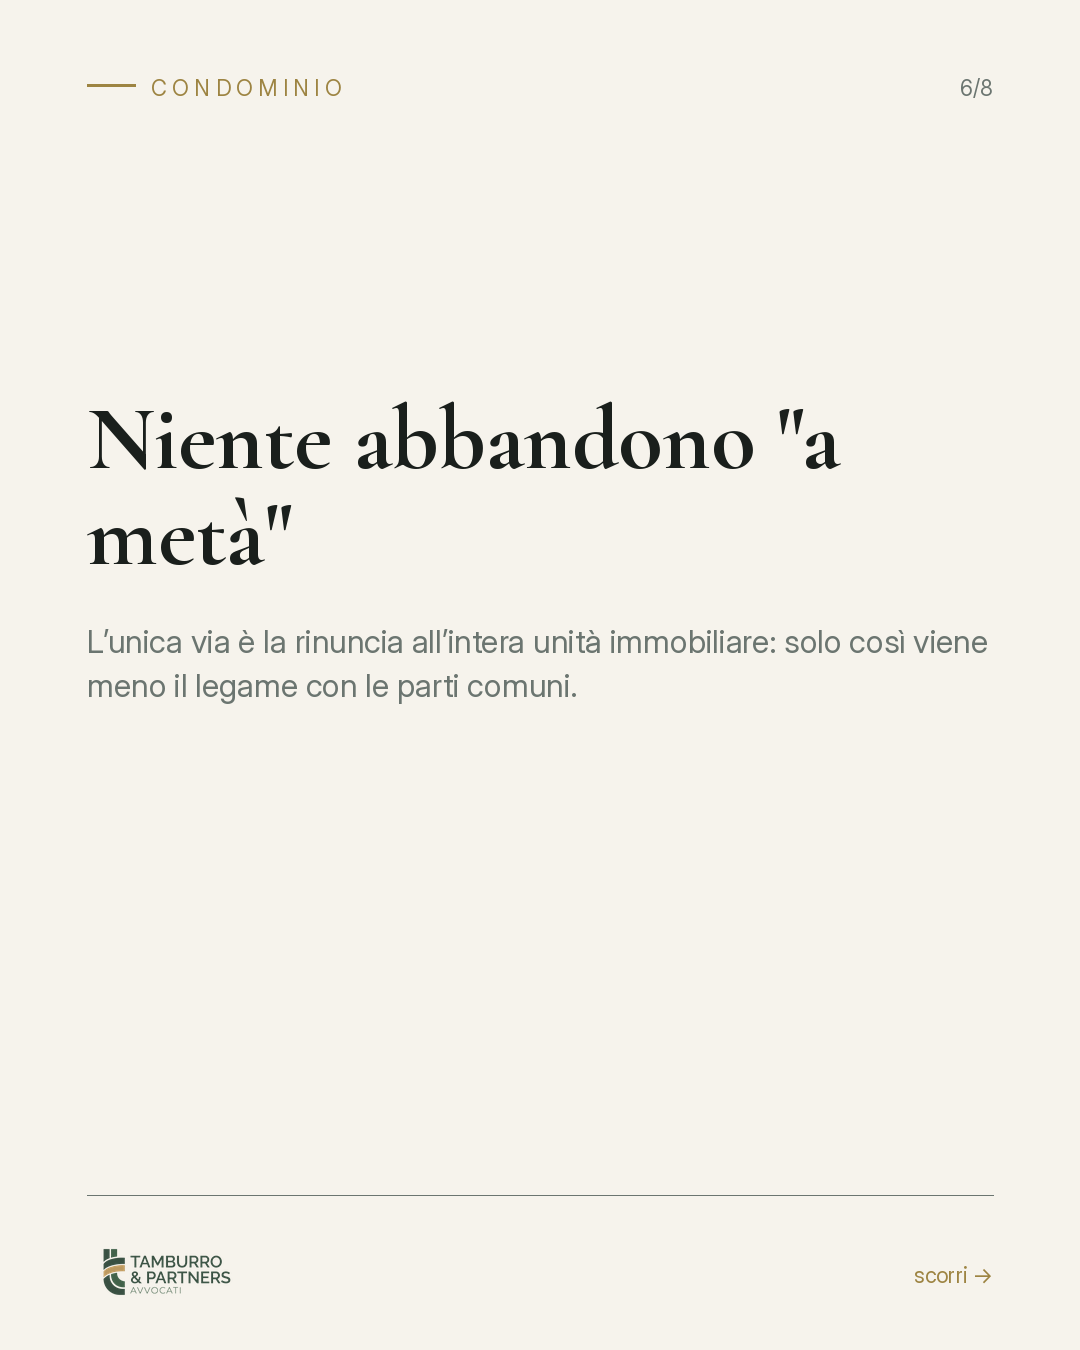 CONDOMINIO
6/8
Niente abbandono "a
metà"
L’unica via è la rinuncia all’intera unità immobiliare: solo così viene
meno il legame con le parti comuni.
TAMBURRO
& PARTNERS
AVVOCATI
scorri →